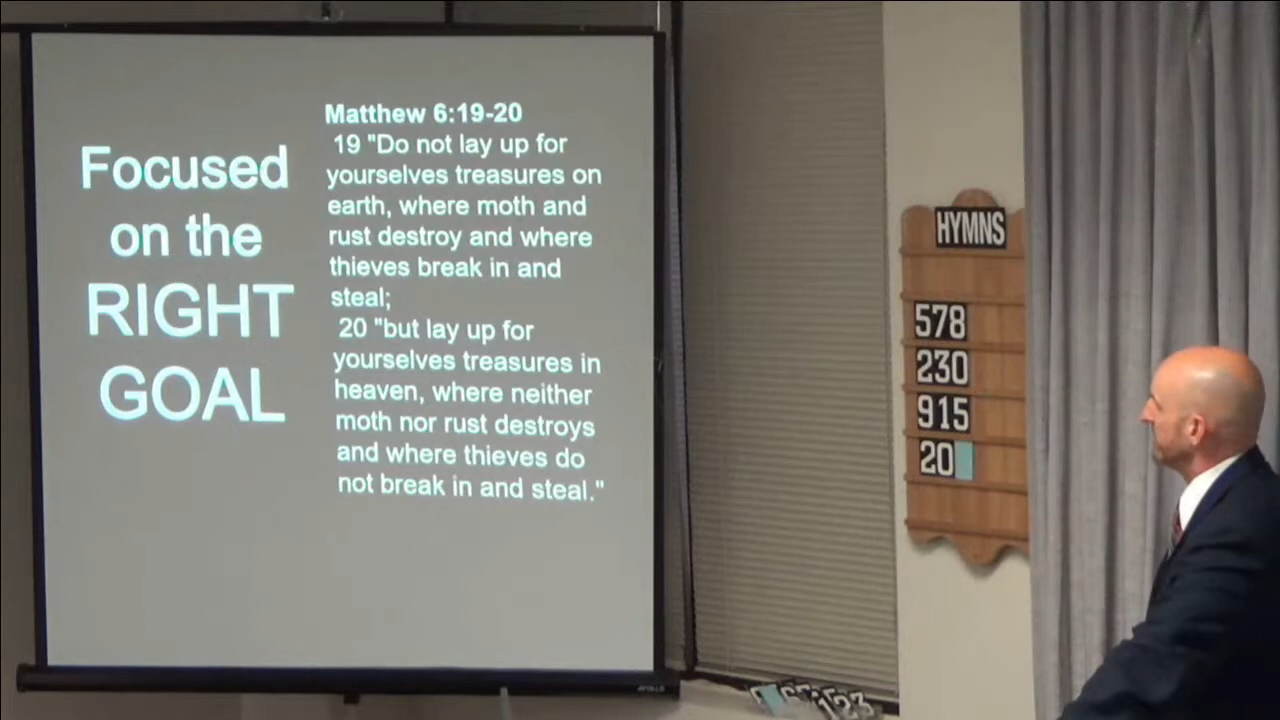 Focused
on the
RIGHT
GOAL
Matthew 6:19-20
19 "Do not lay up for
yourselves treasures on
earth, where moth and
rust destroy and where
thieves break in and
steal;
20 "but lay up for
yourselves treasures in
heaven, where neither
moth nor rust destroys
and where thieves do
not break in and steal."
HYMNS
578
230
915
20